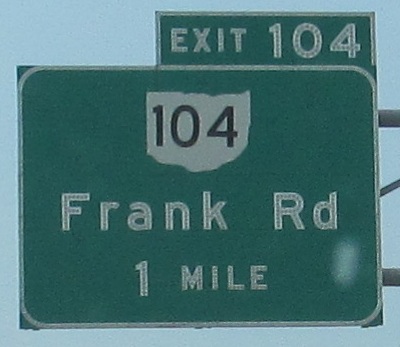 EXIT 104
104
Frank Rd
1 MILE